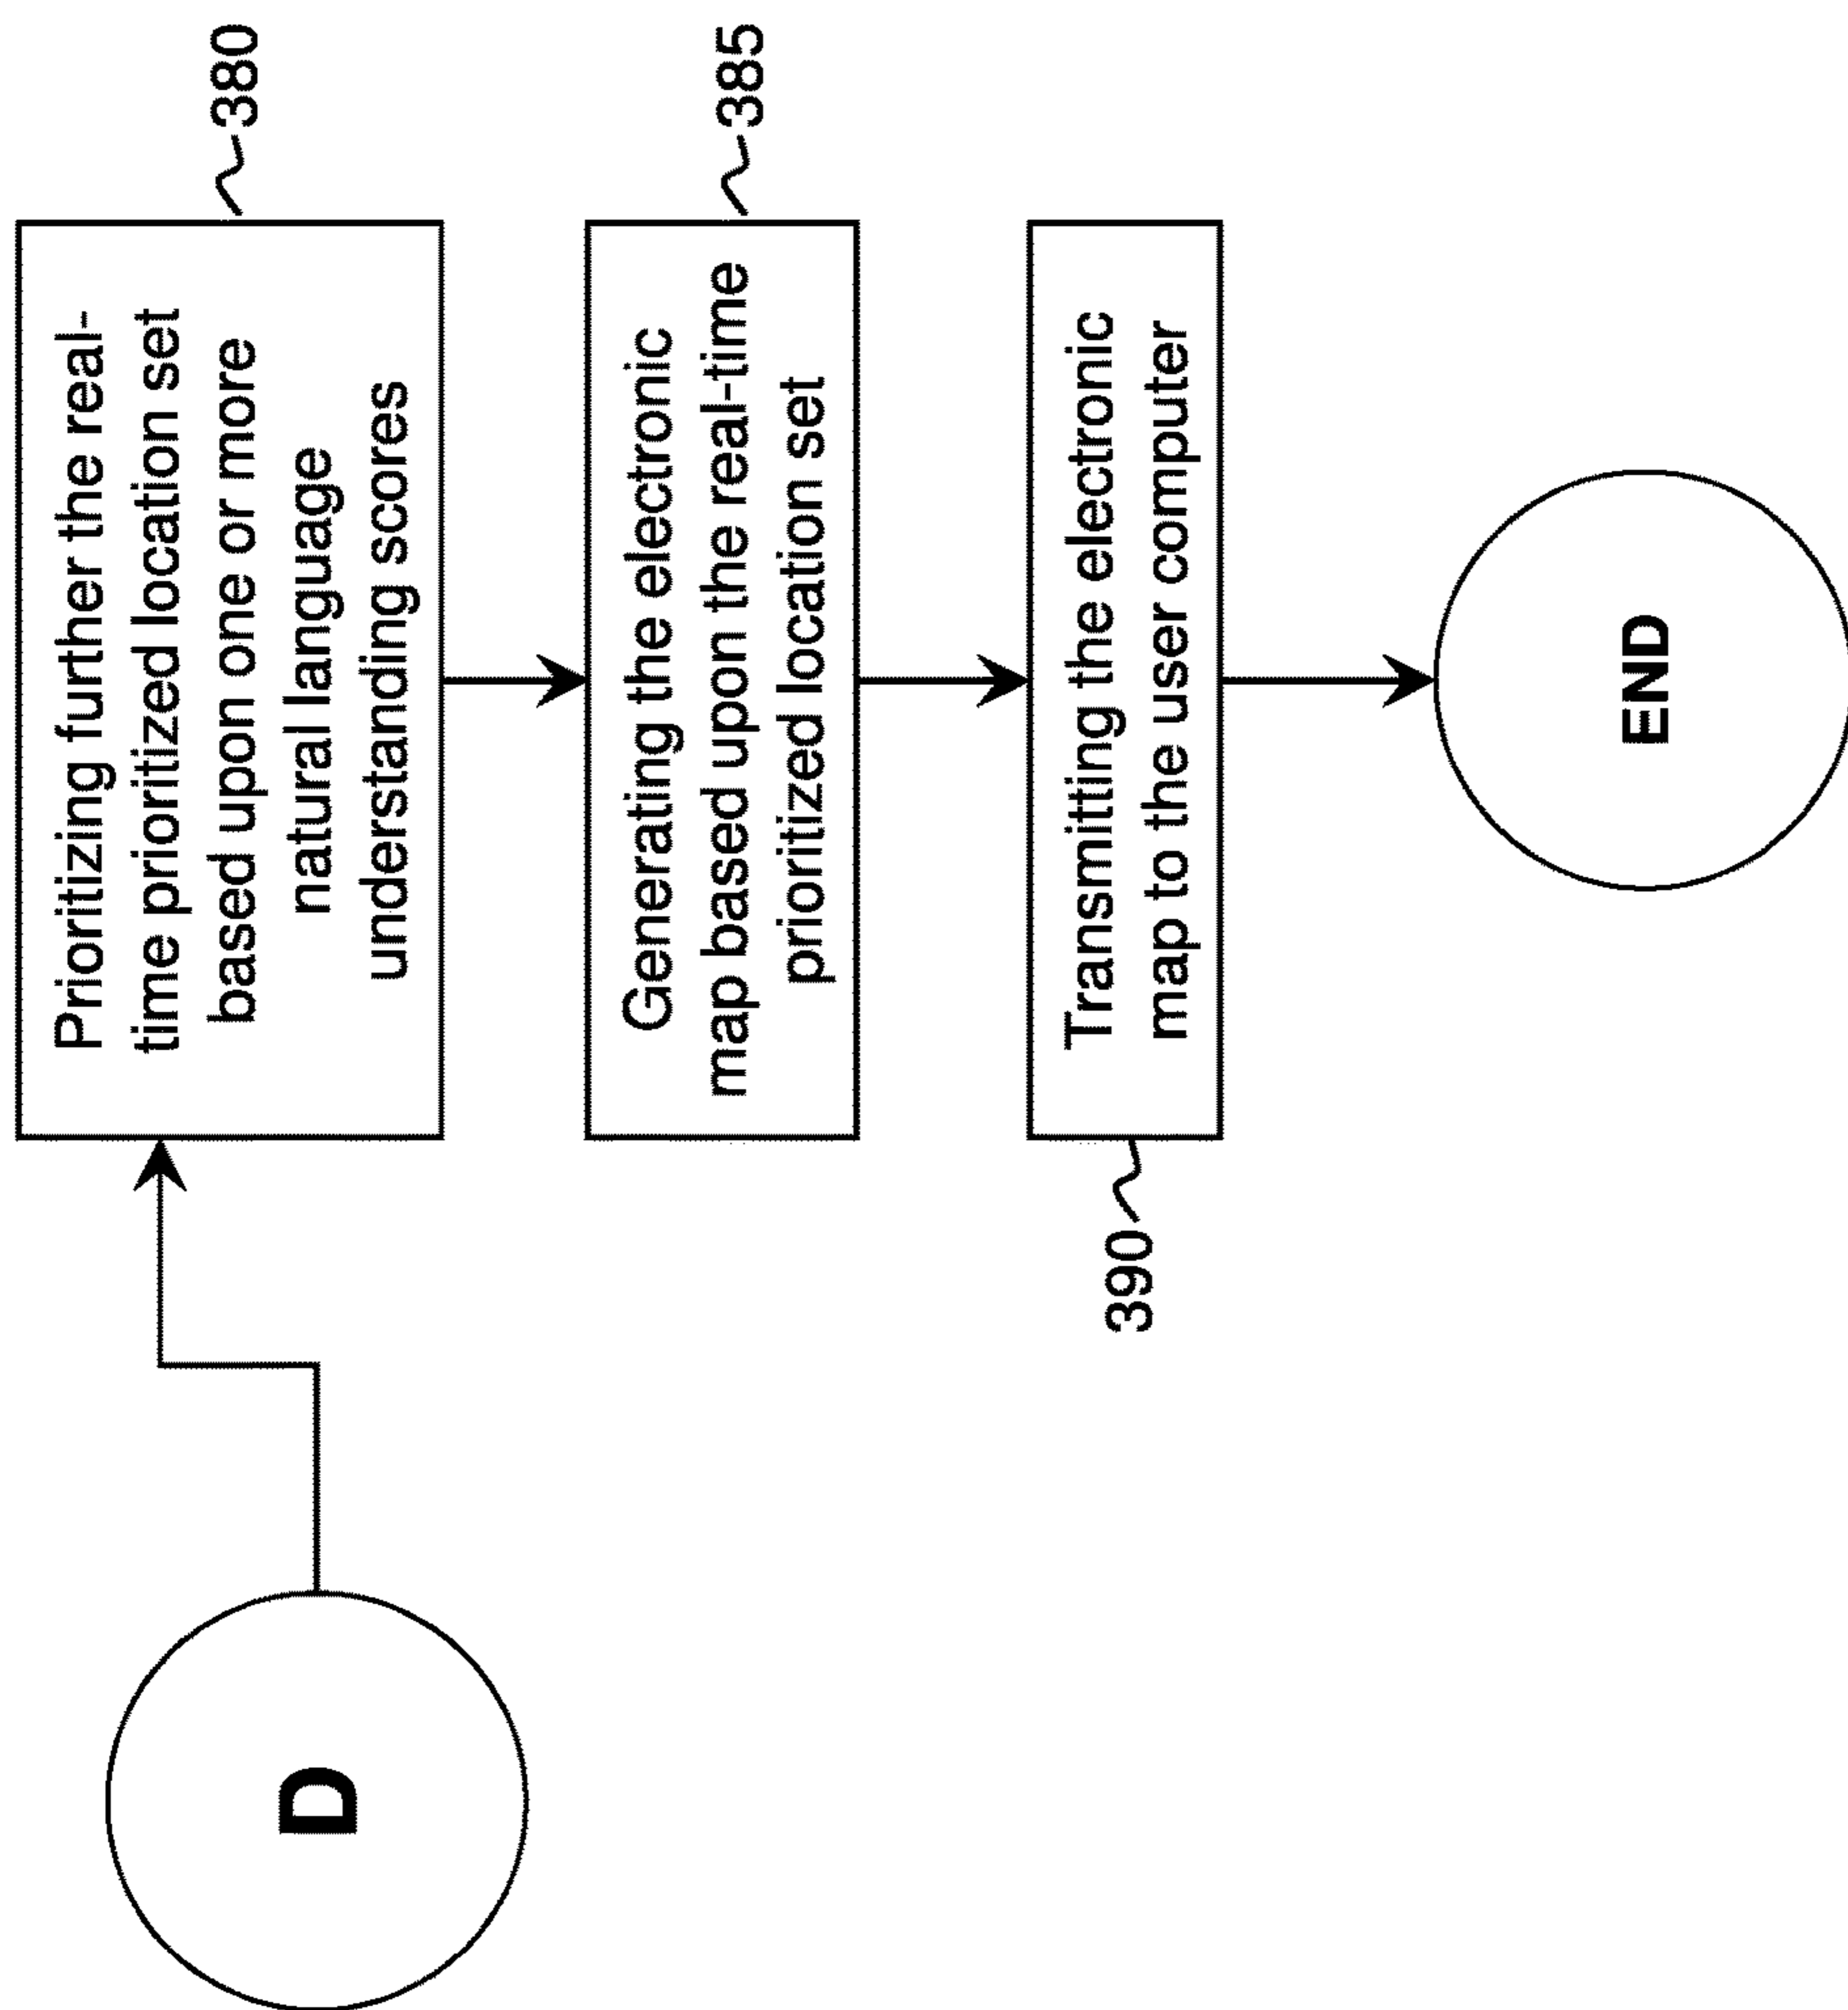 D
Prioritizing further the real-
time prioritized location set
based upon one or more
natural language
understanding scores
380
Generating the electronic
map based upon the real-time
prioritized location set
385
Transmitting the electronic
map to the user computer
390
END